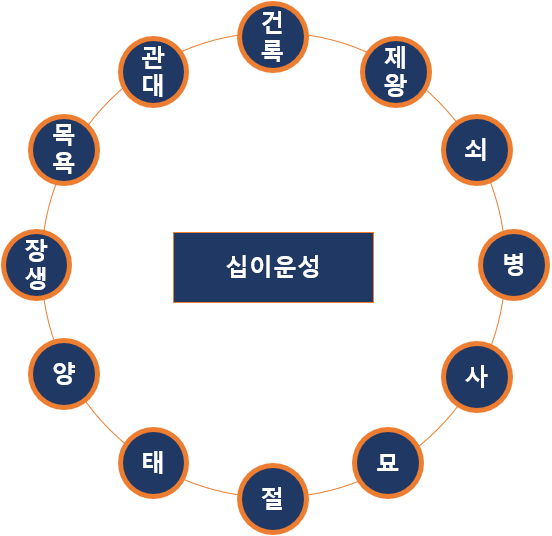 건
록
제
왕
쇠
병
사
묘
절
태
양
장
생
목
욕
관
대
십이운성